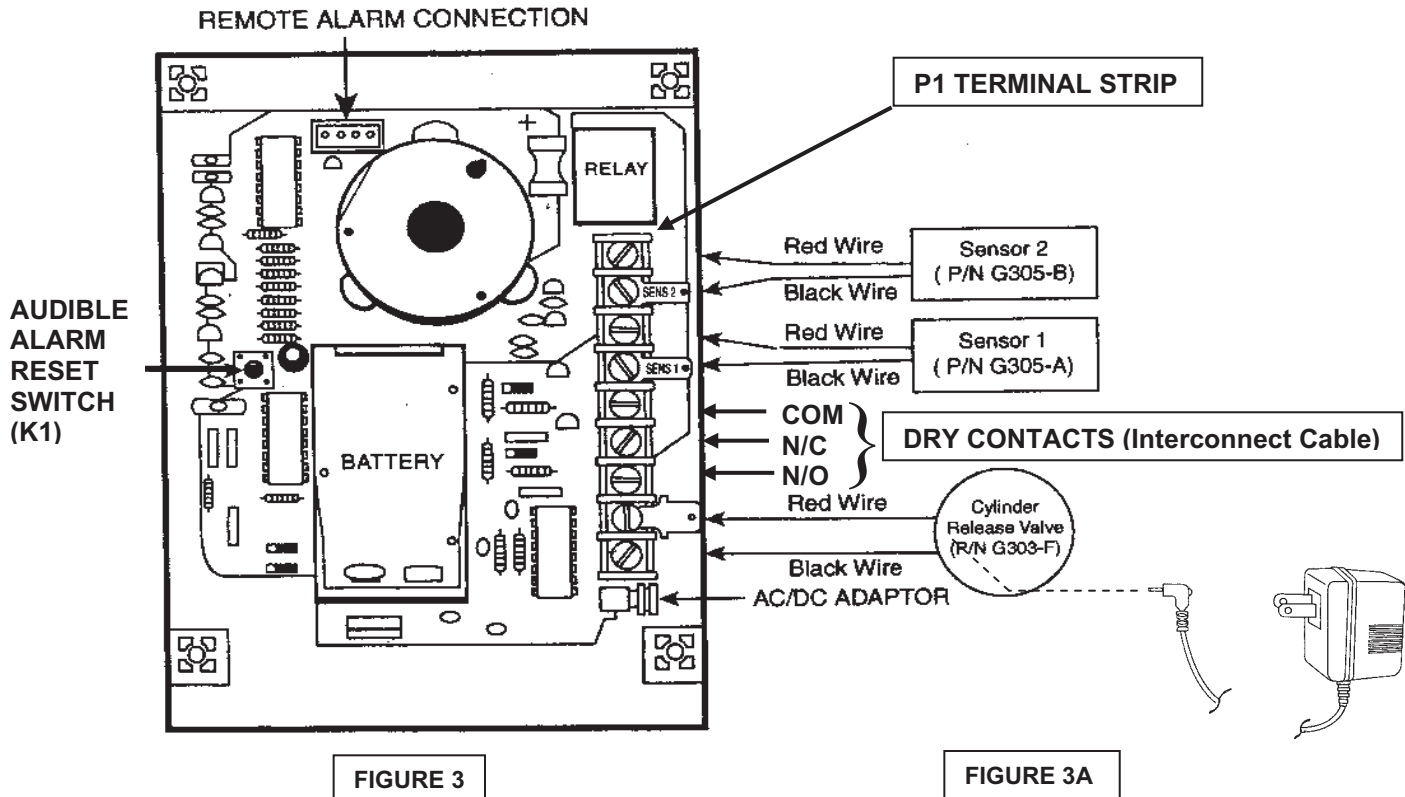 REMOTE ALARM CONNECTION
P1 TERMINAL STRIP
+
RELAY
Red Wire
Sensor 2
( P/N G305-B)
SENS 2
Black Wire
AUDIBLE
ALARM
RESET
SWITCH
(K1)
Red Wire
Sensor 1
( P/N G305-A)
SENS 1
Black Wire
COM
N/C
N/O
DRY CONTACTS (Interconnect Cable)
BATTERY
Red Wire
Cylinder
Release Valve
(P/N G303-F)
Black Wire
AC/DC ADAPTOR
FIGURE 3
FIGURE 3A